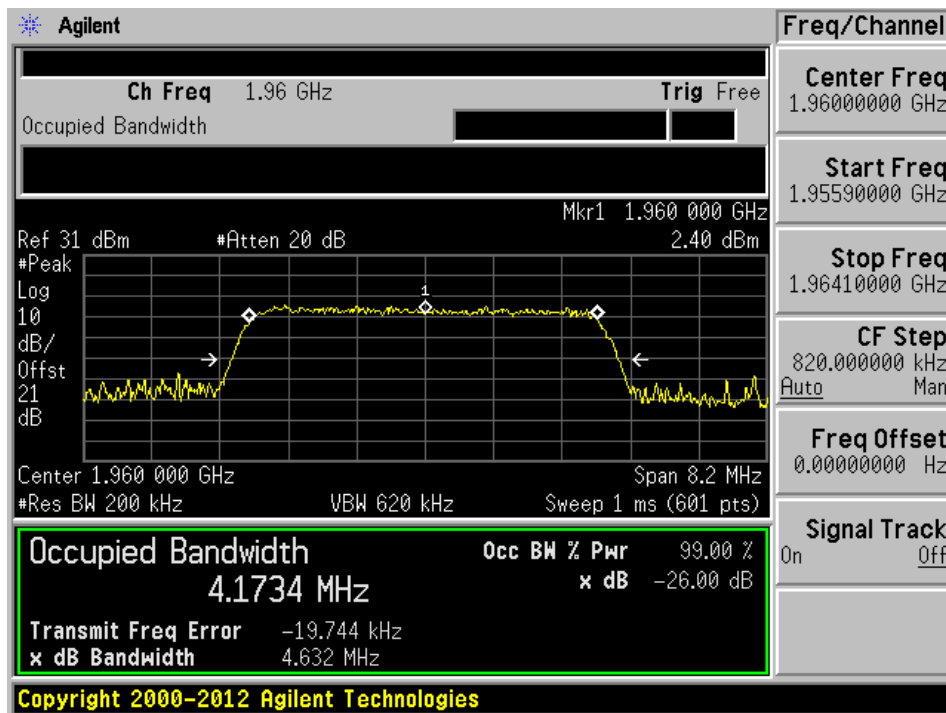 Agilent
Freq/Channel
Ch Freq 1.96 GHz Trig Free
Occupied Bandwidth
Mkr1 1.960 000 GHz
Ref 31 dBm #Atten 20 dB 2.40 dBm
#Peak
Log
10
dB/
Offst
21
dB
1
Center 1.960 000 GHz Span 8.2 MHz
#Res BW 200 kHz VBW 620 kHz Sweep 1 ms (601 pts)
Occupied Bandwidth Occ BW % Pwr 99.00 %
4.1734 MHz x dB -26.00 dB
Transmit Freq Error -19.744 kHz
x dB Bandwidth 4.632 MHz
Copyright 2000-2012 Agilent Technologies
Center Freq
1.96000000 GHz
Start Freq
1.95590000 GHz
Stop Freq
1.96410000 GHz
CF Step
820.000000 kHz
Auto Man
Freq Offset
0.00000000 Hz
Signal Track
On Off